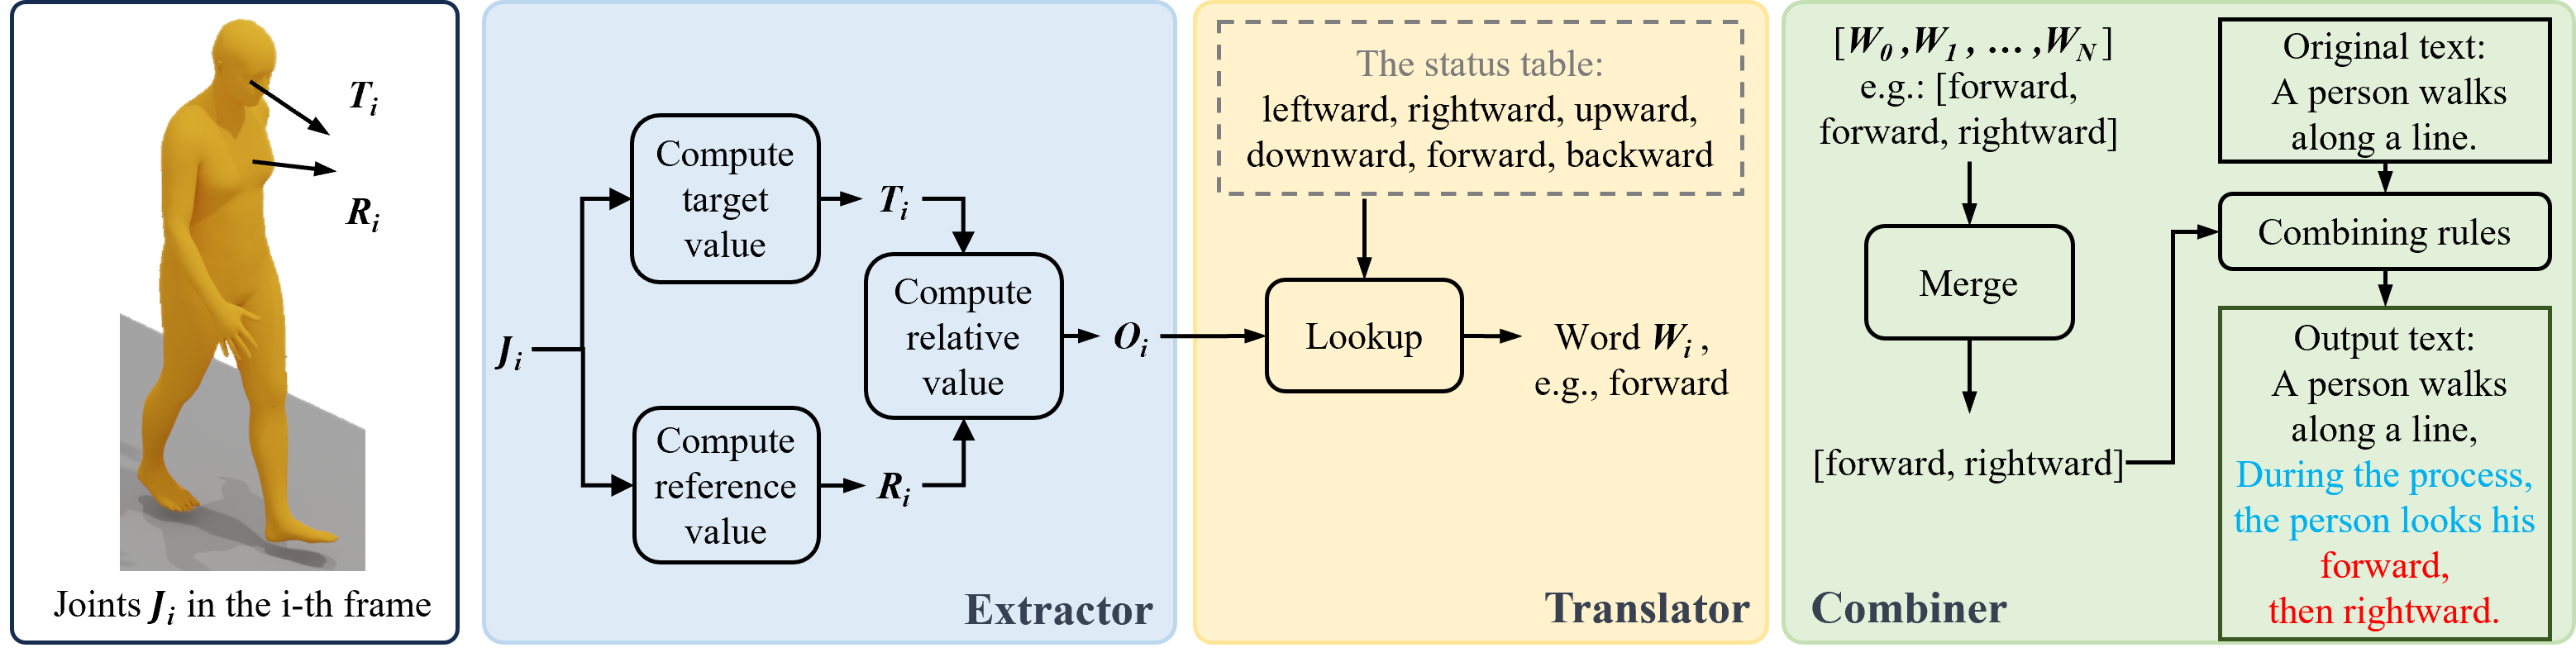 T_i
R_i
Joints J_i in the i-th frame
J_i
Compute
target
value
T_i
Compute
reference
value
R_i
Compute
relative
value
O_i
Extractor
The status table:
leftward, rightward, upward,
downward, forward, backward
Lookup
Word W_i ,
e.g., forward
Translator
[W_0 ,W_1 , … ,W_N]
e.g.: [forward,
forward, rightward]
Merge
[forward, rightward]
Combiner
Original text:
A person walks
along a line.
Combining rules
Output text:
A person walks
along a line,
During the process,
the person looks his
forward,
then rightward.